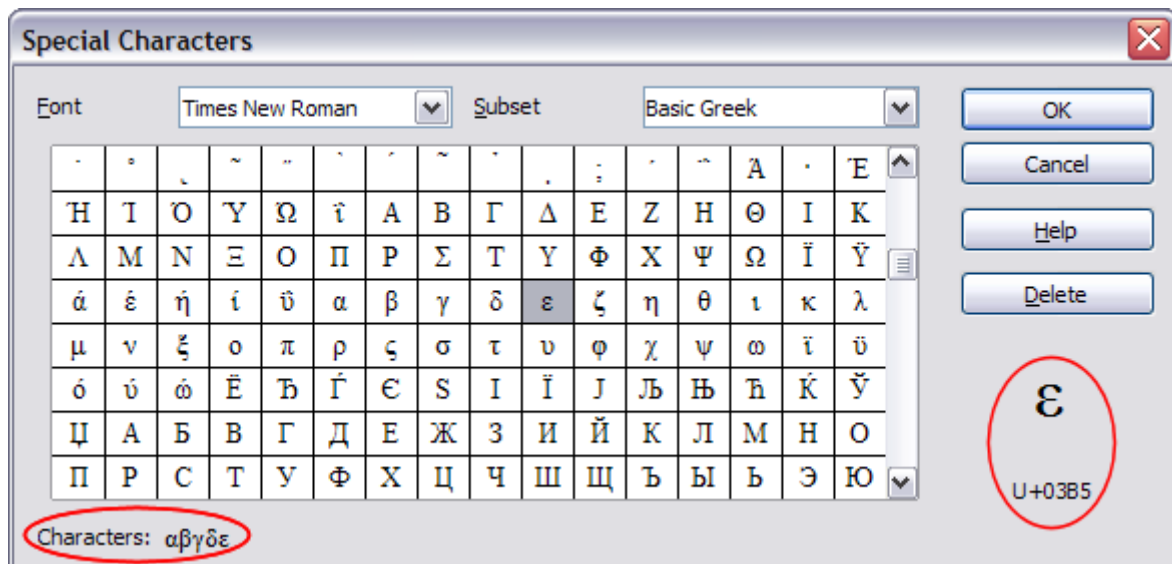 Special Characters
Font Times New Roman Subset Basic Greek OK
Cancel
Ή Ί Ό Ύ Ώ ΐ Α Β Γ Δ Ε Ζ Η Θ Ι Κ
Help
Λ Μ Ν Ξ Ο Π Ρ Σ Τ Υ Φ Χ Ψ Ω Ϊ Ϋ
ά έ ή ί ΰ α β γ δ ε ζ η θ ι κ λ
Delete
μ ν ξ ο π ρ ς σ τ υ φ χ ψ ω ϊ ϋ
ό ύ ώ Ё Ђ Ѓ Є Ѕ І Ї Ј Љ Њ Ћ Ќ Ў
ε
Џ А Б В Г Д Е Ж З И Й К Л М Н О
П Р С Т У Ф Х Ц Ч Ш Щ Ъ Ы Ь Э Ю
U+03B5
Characters: αβγδε